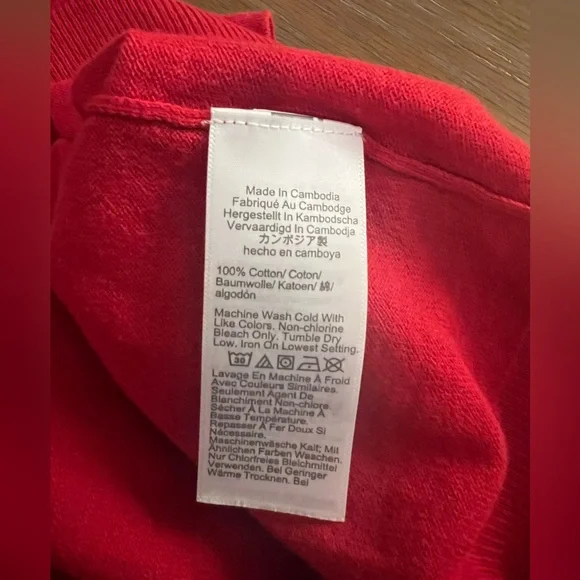 Made In Cambodia
Fabriqué Au Cambodge
Hergestellt In Kambodscha
Vervaardigd In Cambodja
カンボジア製
hecho en camboya
100% Cotton/ Coton/
Baumwolle/ Katoen/ 綿/
algodón
Machine Wash Cold With
Like Colors. Non-chlorine
Bleach Only. Tumble Dry
Low. Iron On Lowest Setting.
30
Lavage En Machine À Froid
Avec Couleurs Similaires.
Seulement Agent De
Blanchiment Non-chlore.
Sécher À La Machine À
Basse Température.
Repasser À Fer Doux Si
Nécessaire.
Maschinenwäsche Kalt; Mit
Ähnlichen Farben Waschen.
Nur Chlorfreies Bleichmittel
Verwenden. Bei Geringer
Wärme Trocknen. Bei